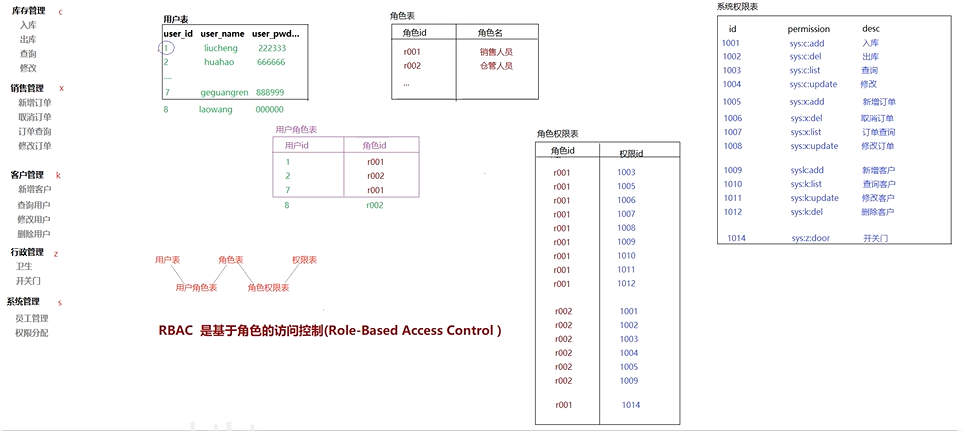 库存管理 c
入库
出库
查询
修改
销售管理 x
新增订单
取消订单
订单查询
修改订单
客户管理 k
新增客户
查询用户
修改用户
删除用户
行政管理 z
卫生
开关门
系统管理 s
员工管理
权限分配
用户表
user_id user_name user_pwd...
1 liucheng 222333
2 huahao 666666
....
7 geguangren 888999
8 laowang 000000
角色表
角色id 角色名
r001 销售人员
r002 仓管人员
...
用户角色表
用户id 角色id
1 r001
2 r002
7 r001
8 r002
用户表 角色表 权限表
用户角色表 角色权限表
RBAC 是基于角色的访问控制(Role-Based Access Control )
角色权限表
角色id 权限id
r001 1003
r001 1005
r001 1006
r001 1007
r001 1008
r001 1009
r001 1010
r001 1011
r001 1012
r002 1001
r002 1002
r002 1003
r002 1004
r002 1005
r002 1009
r001 1014
系统权限表
id permission desc
1001 sys:c:add 入库
1002 sys:c:del 出库
1003 sys:c:list 查询
1004 sys:c:update 修改
1005 sys:x:add 新增订单
1006 sys:x:del 取消订单
1007 sys:x:list 订单查询
1008 sys:x:update 修改订单
1009 sys:k:add 新增客户
1010 sys:k:list 查询客户
1011 sys:k:update 修改客户
1012 sys:k:del 删除客户
1014 sys:z:door 开关门